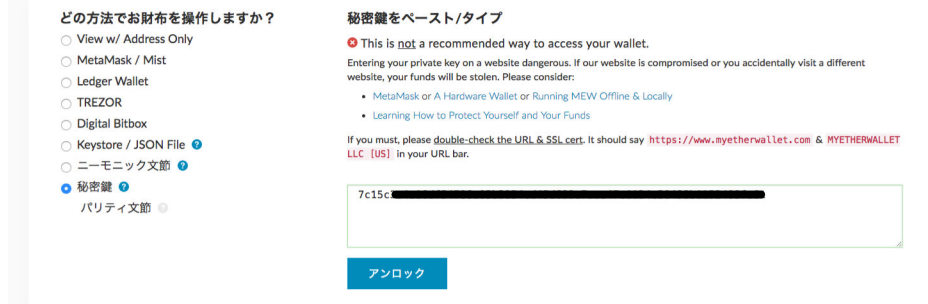 どの方法でお財布を操作しますか？
View w/ Address Only
MetaMask / Mist
Ledger Wallet
TREZOR
Digital Bitbox
Keystore / JSON File ?
ニーモニック文節 ?
秘密鍵 ?
パリティ文節 ?
秘密鍵をペースト/タイプ
This is not a recommended way to access your wallet.
Entering your private key on a website dangerous. If our website is compromised or you accidentally visit a different
website, your funds will be stolen. Please consider:
• MetaMask or A Hardware Wallet or Running MEW Offline & Locally
• Learning How to Protect Yourself and Your Funds
If you must, please double-check the URL & SSL cert. It should say https://www.myetherwallet.com & MYETHERWALLET
LLC [US] in your URL bar.
7c15c
アンロック